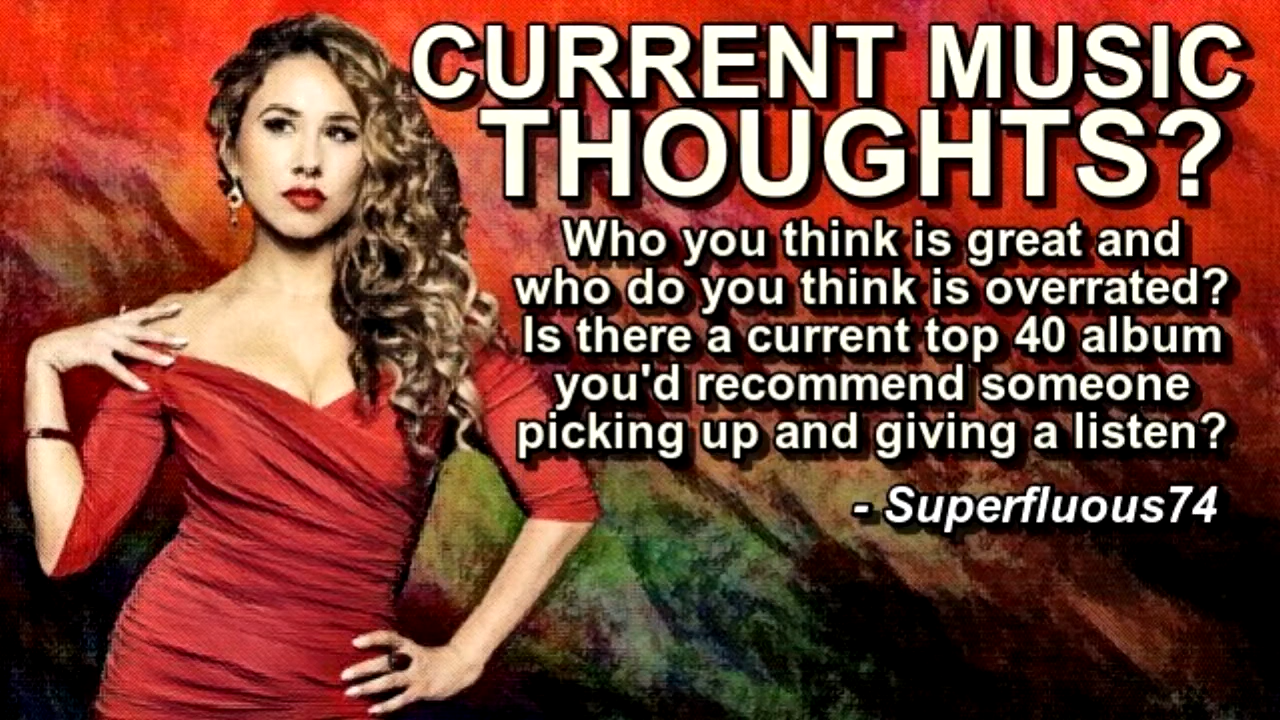 CURRENT MUSIC
THOUGHTS?
Who you think is great and
who do you think is overrated?
Is there a current top 40 album
you'd recommend someone
picking up and giving a listen?
- Superfluous74